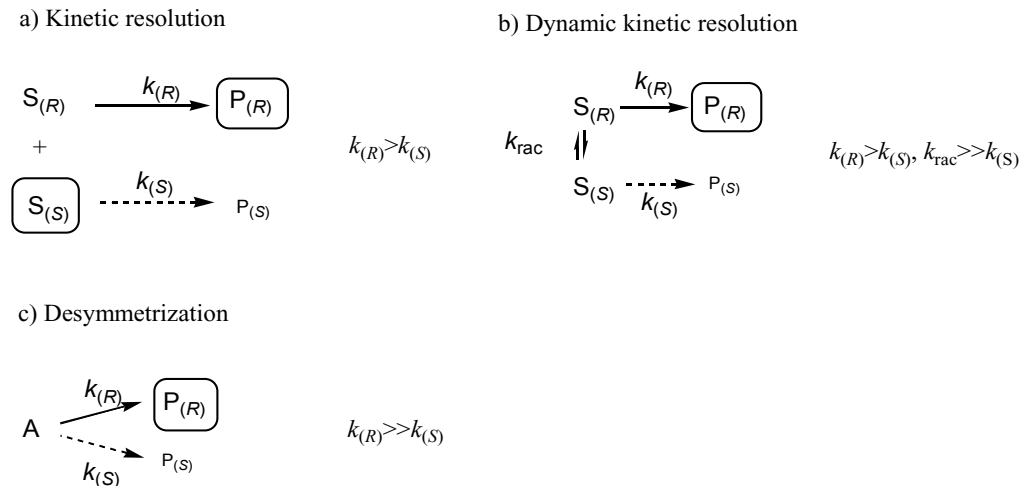 a) Kinetic resolution
S(R) k(R) P(R)
+
k(R)>k(S)
S(S) k(S) P(S)
b) Dynamic kinetic resolution
S(R) k(R) P(R)
krac
k(R)>k(S), krac>>k(S)
S(S) k(S) P(S)
c) Desymmetrization
k(R) P(R)
A
k(R)>>k(S)
k(S) P(S)